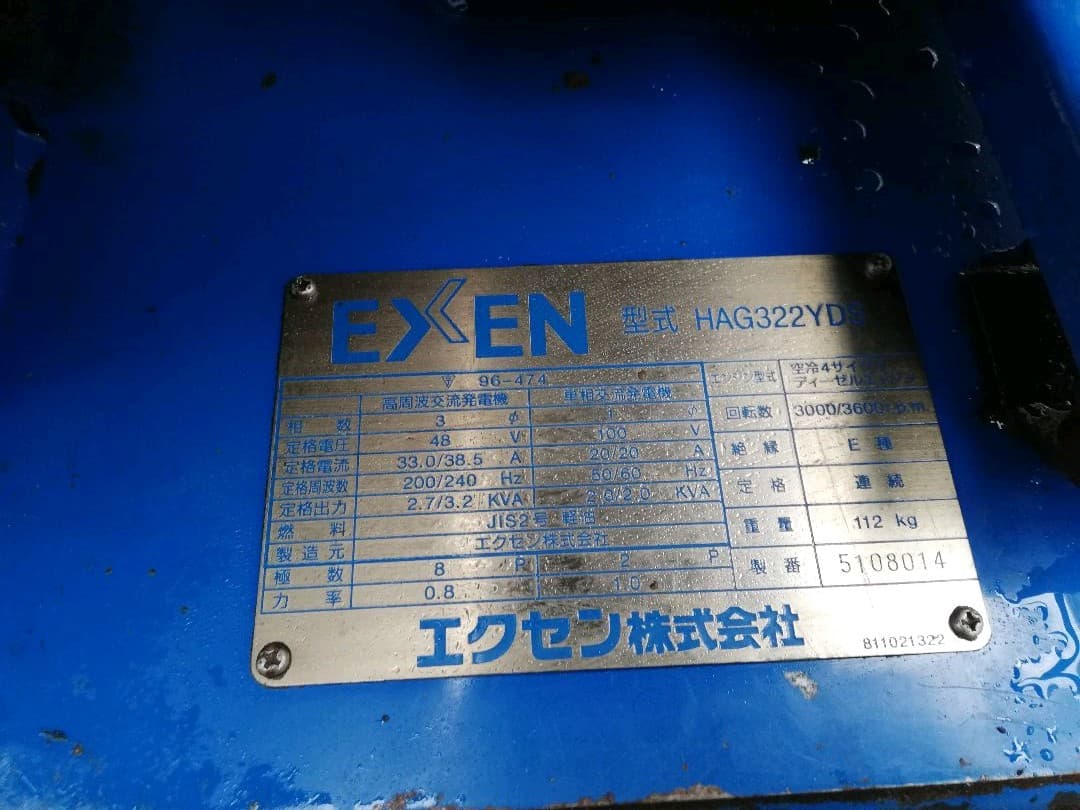 EXEN 型式 HAG322YDS
▽ 96-474
高周波交流発電機 単相交流発電機
相 数 3 φ 1 φ
定格電圧 48 V 100 V
定格電流 33.0/38.5 A 20/20 A
定格周波数 200/240 Hz 50/60 Hz
定格出力 2.7/3.2 KVA 2.0/2.0 KVA
燃 料 JIS2号 軽油
製造元 エクセン株式会社
極 数 8 P 2 P
力 率 0.8 1.0
エンジン型式 空冷4サイクル
ディーゼルエンジン
回転数 3000/3600r.p.m
絶 縁 E 種
定 格 連 続
重 量 112 kg
製 番 5108014
エクセン株式会社
811021322